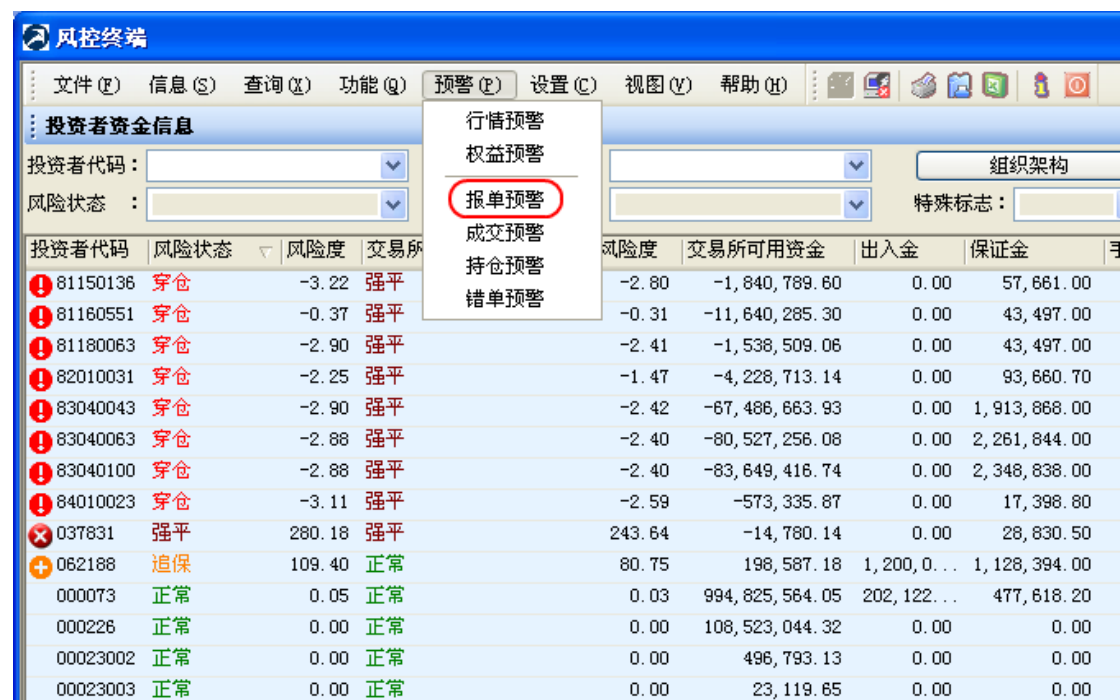 风控终端
文件(F) 信息(S) 查询(X) 功能(Q) 预警(P) 设置(C) 视图(V) 帮助(H)
投资者资金信息
行情预警
权益预警
报单预警
成交预警
持仓预警
错单预警
投资者代码： 组织架构
风险状态 ： 特殊标志：
投资者代码 风险状态 风险度 交易所 风险度 交易所可用资金 出入金 保证金
81150136 穿仓 -3.22 强平 -2.80 -1,840,789.60 0.00 57,661.00
81160551 穿仓 -0.37 强平 -0.31 -11,640,285.30 0.00 43,497.00
81180063 穿仓 -2.90 强平 -2.41 -1,538,509.06 0.00 43,497.00
82010031 穿仓 -2.25 强平 -1.47 -4,228,713.14 0.00 93,660.70
83040043 穿仓 -2.90 强平 -2.42 -67,486,663.93 0.00 1,913,868.00
83040063 穿仓 -2.88 强平 -2.40 -80,527,256.08 0.00 2,261,844.00
83040100 穿仓 -2.88 强平 -2.40 -83,649,416.74 0.00 2,348,838.00
84010023 穿仓 -3.11 强平 -2.59 -573,335.87 0.00 17,398.80
037831 强平 280.18 强平 243.64 -14,780.14 0.00 28,830.50
062188 追保 109.40 正常 80.75 198,587.18 1,200,0... 1,128,394.00
000073 正常 0.05 正常 0.03 994,825,564.05 202,122... 477,618.20
000226 正常 0.00 正常 0.00 108,523,044.32 0.00 0.00
00023002 正常 0.00 正常 0.00 496,793.13 0.00 0.00
00023003 正常 0.00 正常 0.00 23,119.65 0.00 0.00